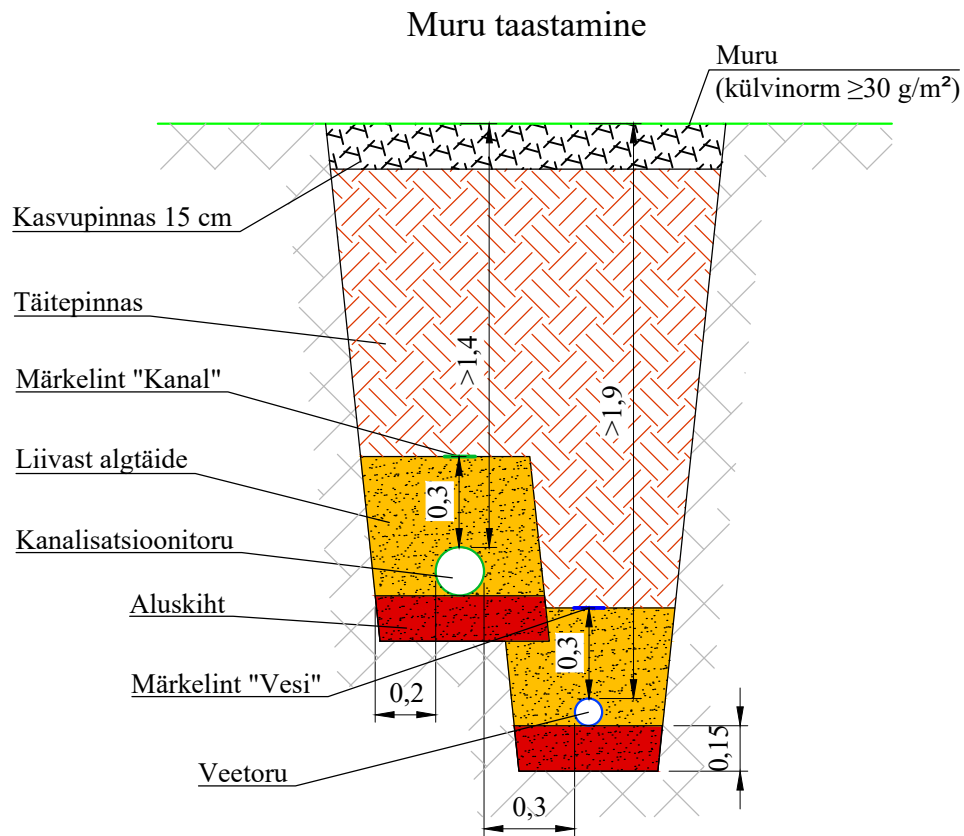 Muru taastamine
Muru
(külvinorm ≥30 g/m²)
Kasvupinnas 15 cm
Täitepinnas
Märkelint "Kanal"
Liivast algtäide
Kanalisatsioonitoru
Aluskiht
Märkelint "Vesi"
Veetoru
>1,4
>1,9
0,3
0,3
0,2
0,3
0,15